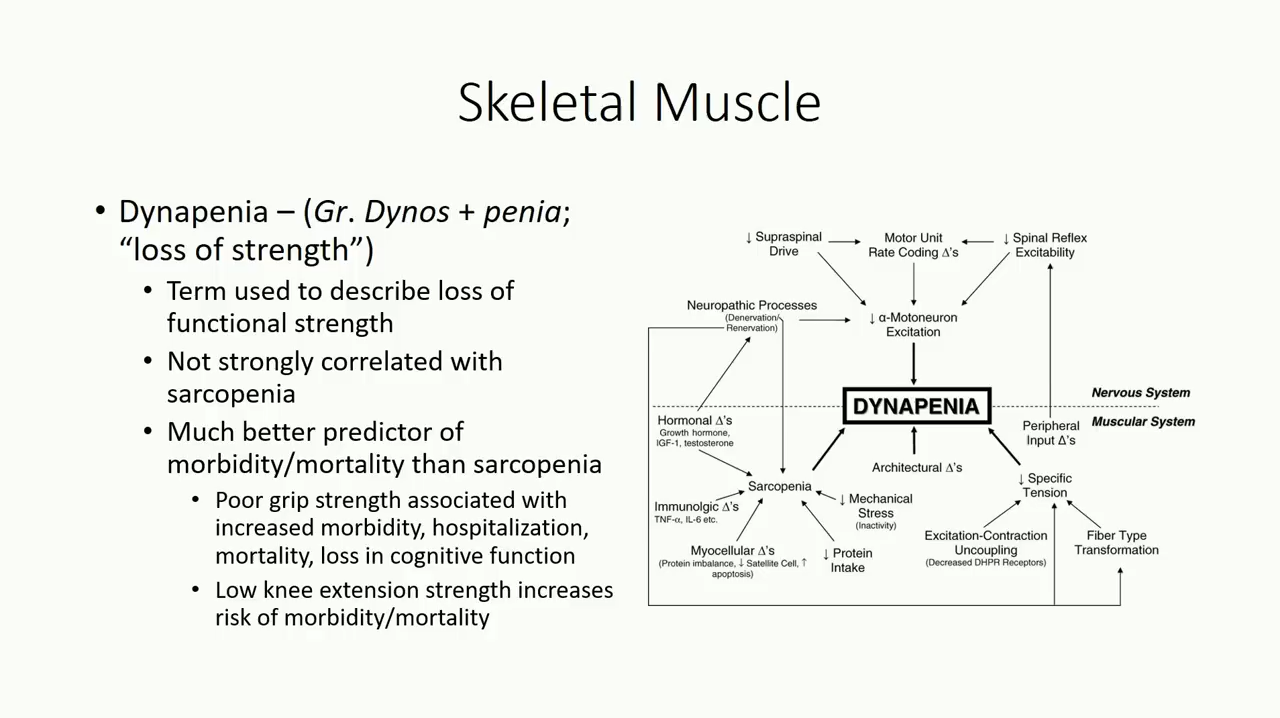 Skeletal Muscle
• Dynapenia – (Gr. Dynos + penia;
“loss of strength”)
• Term used to describe loss of
functional strength
• Not strongly correlated with
sarcopenia
• Much better predictor of
morbidity/mortality than sarcopenia
• Poor grip strength associated with
increased morbidity, hospitalization,
mortality, loss in cognitive function
• Low knee extension strength increases
risk of morbidity/mortality
↓ Supraspinal
Drive
Motor Unit
Rate Coding Δ's
↓ Spinal Reflex
Excitability
Neuropathic Processes
(Denervation/
Renervation)
↓ α-Motoneuron
Excitation
DYNAPENIA
Nervous System
Muscular System
Hormonal Δ's
Growth hormone,
IGF-1, testosterone
Peripheral
Input Δ's
Sarcopenia
Architectural Δ's
↓ Specific
Tension
Immunolgic Δ's
TNF-α, IL-6 etc.
↓ Mechanical
Stress
(Inactivity)
Myocellular Δ's
(Protein imbalance, ↓ Satellite Cell, ↑
apoptosis)
↓ Protein
Intake
Excitation-Contraction
Uncoupling
(Decreased DHPR Receptors)
Fiber Type
Transformation